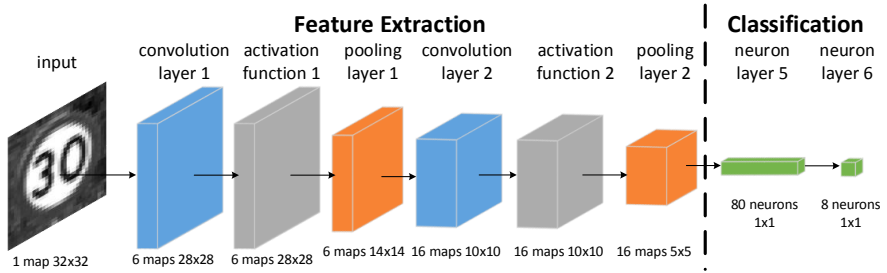 Feature Extraction
Classification
input
convolution
layer 1
activation
function 1
pooling
layer 1
convolution
layer 2
activation
function 2
pooling
layer 2
neuron
layer 5
neuron
layer 6
30
1 map 32x32
6 maps 28x28
6 maps 28x28
6 maps 14x14
16 maps 10x10
16 maps 10x10
16 maps 5x5
80 neurons
1x1
8 neurons
1x1